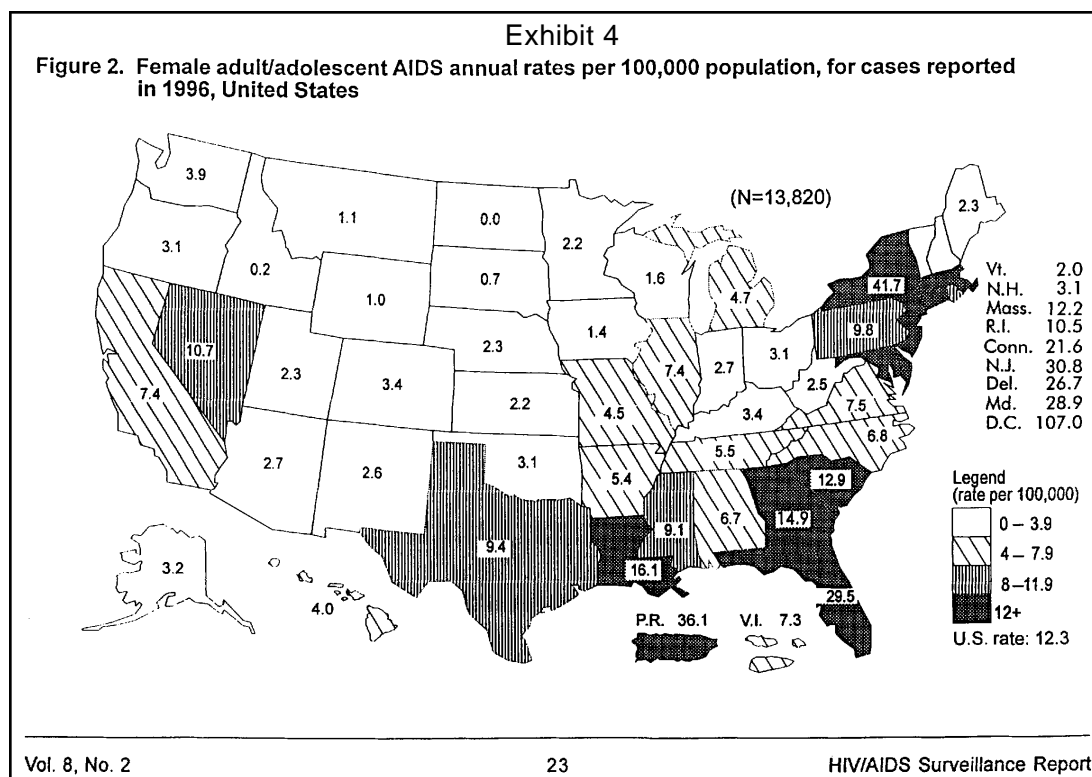 Exhibit 4
Figure 2. Female adult/adolescent AIDS annual rates per 100,000 population, for cases reported
in 1996, United States
(N=13,820)
3.9
1.1
0.0
2.2
2.3
3.1
0.2
1.0
0.7
1.6
4.7
41.7
9.8
10.7
2.3
3.4
2.3
1.4
7.4
2.7
3.1
2.5
7.4
2.2
4.5
3.4
7.5
6.8
2.7
2.6
3.1
5.4
5.5
12.9
9.4
16.1
9.1
6.7
14.9
29.5
3.2
4.0
P.R. 36.1
V.I. 7.3
Vt. 2.0
N.H. 3.1
Mass. 12.2
R.I. 10.5
Conn. 21.6
N.J. 30.8
Del. 26.7
Md. 28.9
D.C. 107.0
Legend
(rate per 100,000)
0 – 3.9
4 – 7.9
8 –11.9
12+
U.S. rate: 12.3
Vol. 8, No. 2
23
HIV/AIDS Surveillance Report